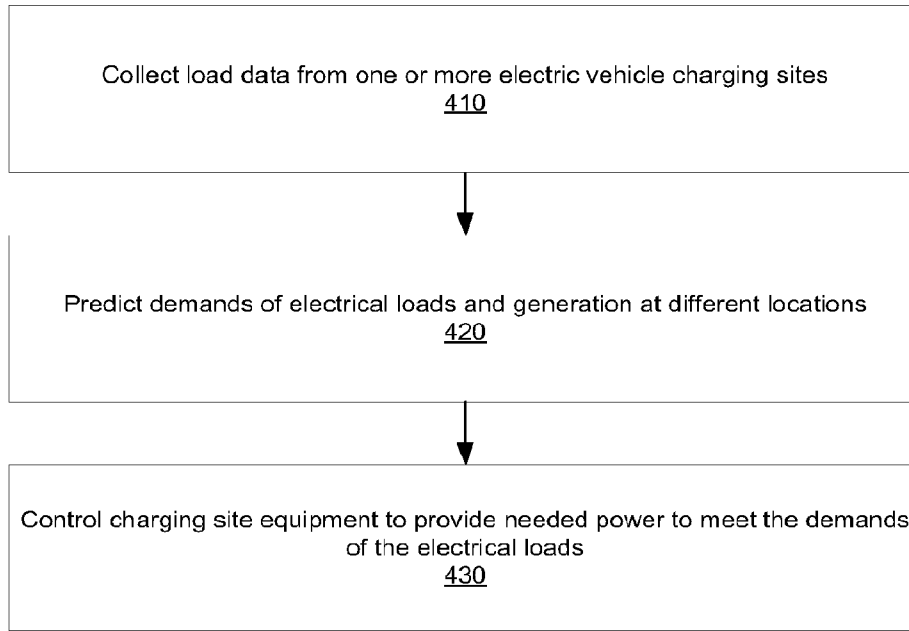 Collect load data from one or more electric vehicle charging sites
410
Predict demands of electrical loads and generation at different locations
420
Control charging site equipment to provide needed power to meet the demands
of the electrical loads
430